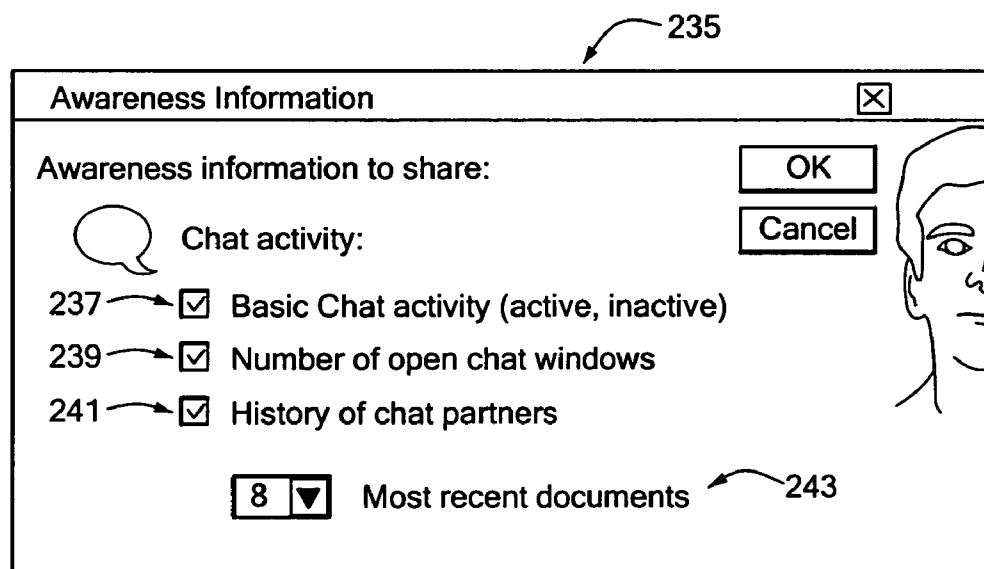 235
Awareness Information
Awareness information to share:
OK
Chat activity:
Cancel
237 Basic Chat activity (active, inactive)
239 Number of open chat windows
241 History of chat partners
8 Most recent documents 243